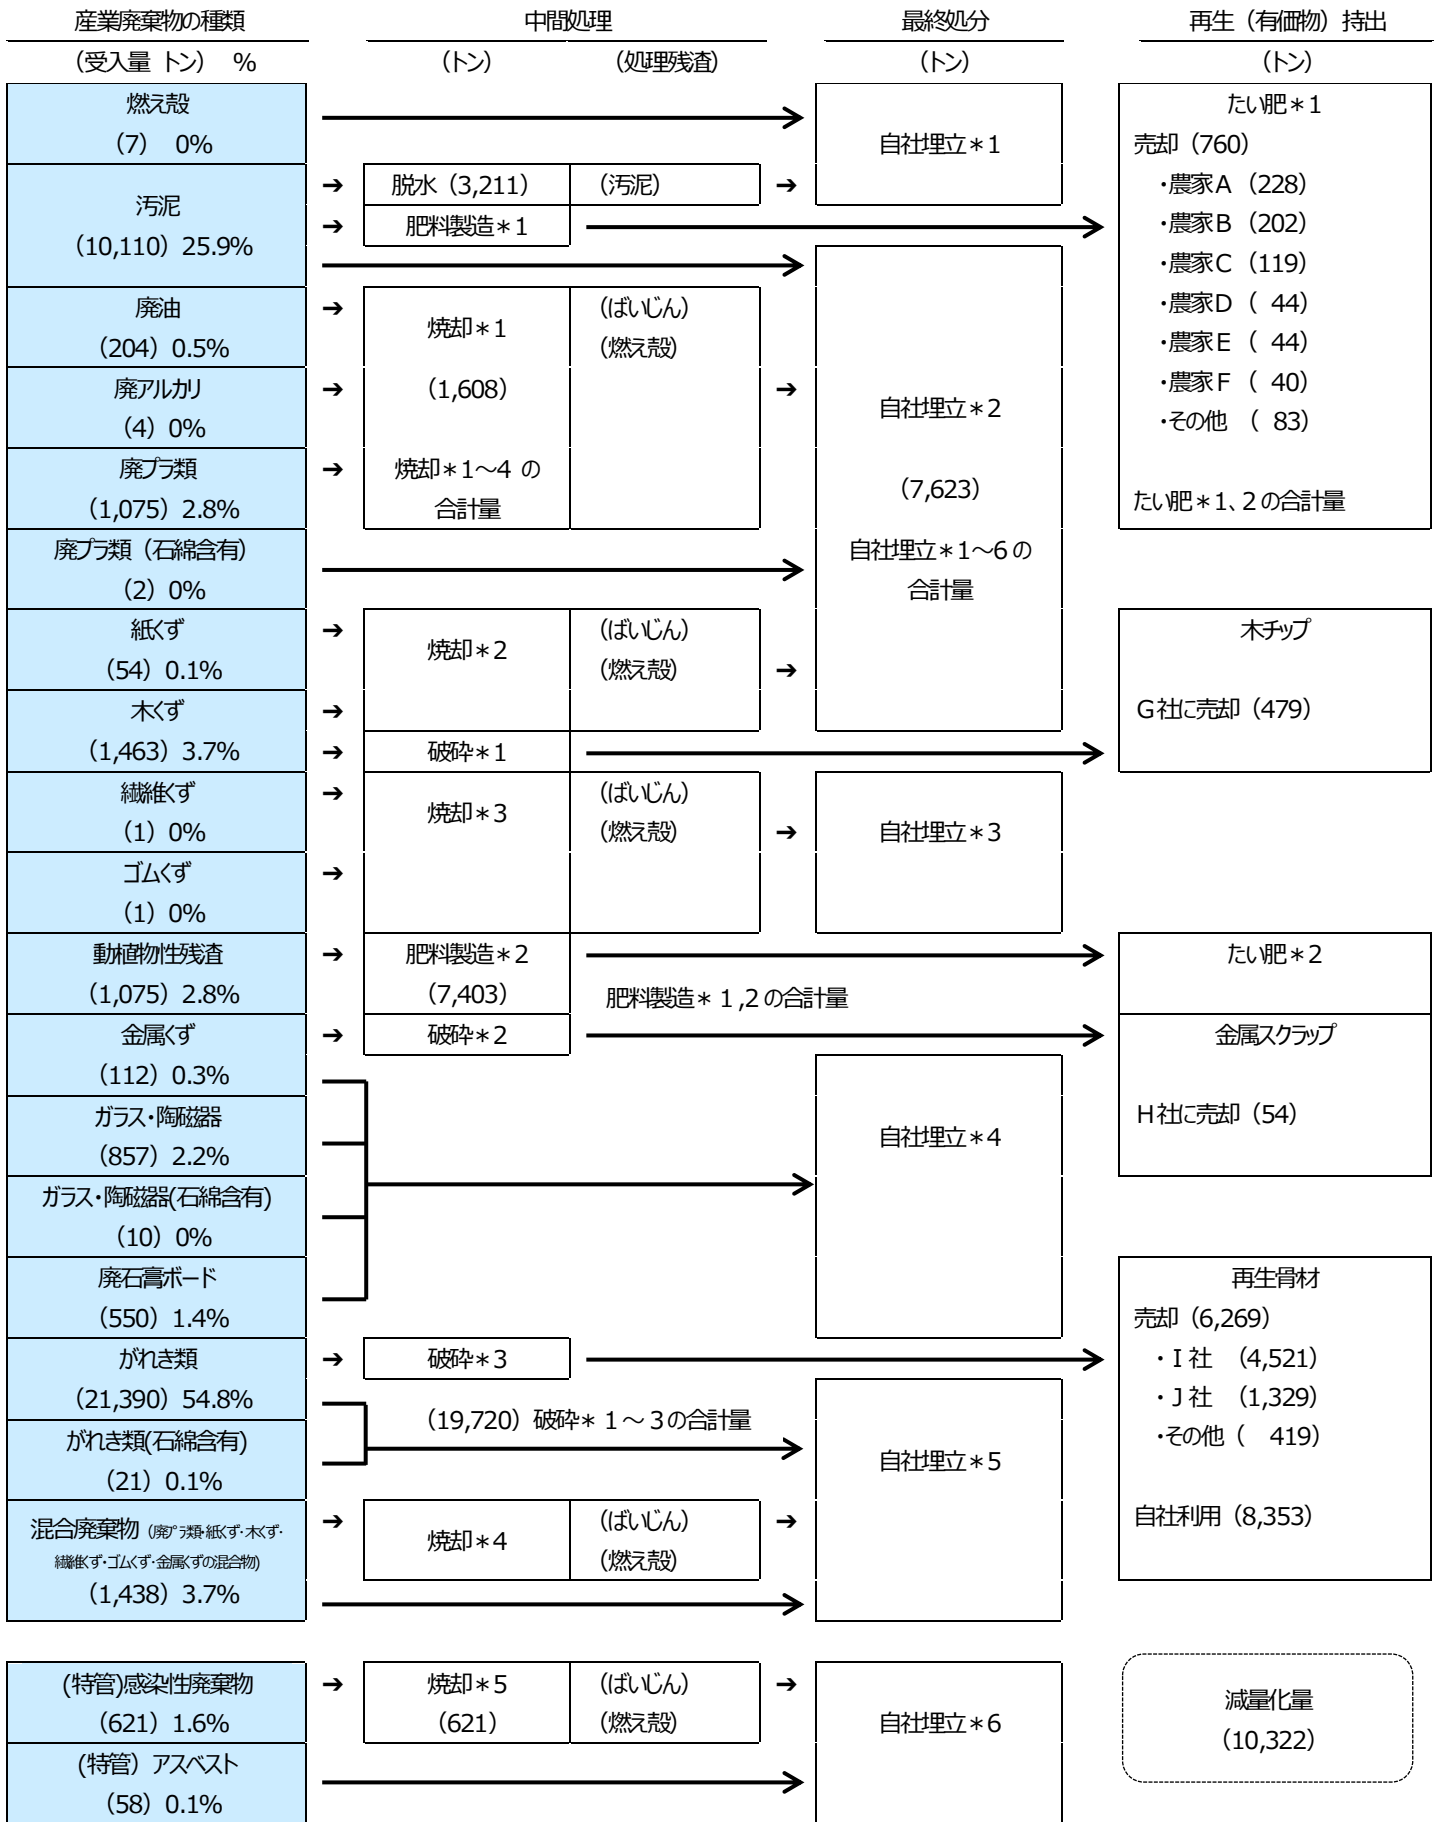 産業廃棄物の種類
(受入量 トン) %
燃え殻
(7) 0%
汚泥
(10,110) 25.9%
廃油
(204) 0.5%
廃アルカリ
(4) 0%
廃プラ類
(1,075) 2.8%
廃プラ類(石綿含有)
(2) 0%
紙くず
(54) 0.1%
木くず
(1,463) 3.7%
繊維くず
(1) 0%
ゴムくず
(1) 0%
動植物性残渣
(1,075) 2.8%
金属くず
(112) 0.3%
ガラス・陶磁器
(857) 2.2%
ガラス・陶磁器(石綿含有)
(10) 0%
廃石膏ボード
(550) 1.4%
がれき類
(21,390) 54.8%
がれき類(石綿含有)
(21) 0.1%
混合廃棄物(廃プラ類・紙くず・木くず・
繊維くず・ゴムくず・金属くずの混合物)
(1,438) 3.7%
(特管)感染性廃棄物
(621) 1.6%
(特管) アスベスト
(58) 0.1%
中間処理
(トン) (処理残渣)
脱水 (3,211) (汚泥)
肥料製造*1
焼却*1
(1,608)
焼却*1~4 の
合計量
(ばいじん)
(燃え殻)
焼却*2
(ばいじん)
(燃え殻)
破砕*1
焼却*3
(ばいじん)
(燃え殻)
肥料製造*2
(7,403)
肥料製造* 1 ,2 の合計量
破砕*2
破砕*3
(19,720) 破砕* 1~3の合計量
焼却*4
(ばいじん)
(燃え殻)
焼却*5
(621)
(ばいじん)
(燃え殻)
最終処分
(トン)
自社埋立*1
自社埋立*2
(7,623)
自社埋立*1~6 の
合計量
自社埋立*3
自社埋立*4
自社埋立*5
自社埋立*6
再生(有価物)持出
(トン)
たい肥*1
売却 (760)
・農家A (228)
・農家B (202)
・農家C (119)
・農家D ( 44)
・農家E ( 44)
・農家F ( 40)
・その他 ( 83)
たい肥*1、2 の合計量
木チップ
G社に売却 (479)
たい肥*2
金属スクラップ
H社に売却 (54)
再生骨材
売却 (6,269)
・I社 (4,521)
・J社 (1,329)
・その他 ( 419)
自社利用 (8,353)
減量化量
(10,322)